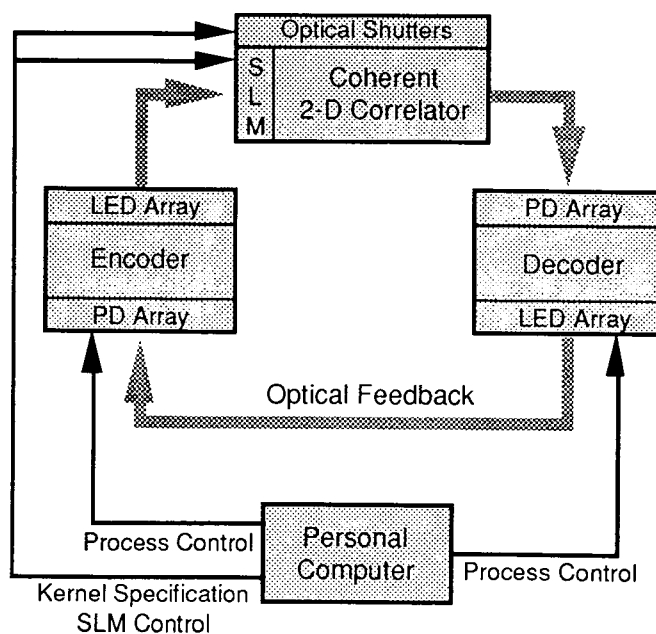 Optical Shutters
SLM
Coherent
2-D Correlator
LED Array
Encoder
PD Array
PD Array
Decoder
LED Array
Optical Feedback
Personal
Computer
Process Control
Process Control
Kernel Specification
SLM Control